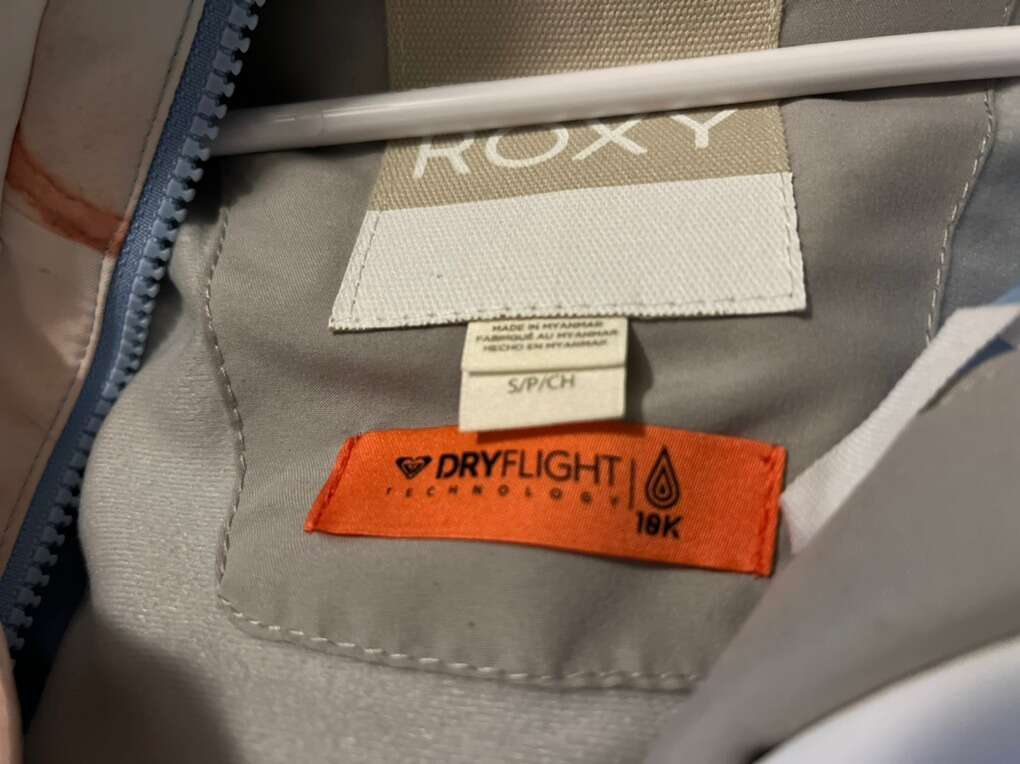 ROXY
MADE IN MYANMAR
FABRIQUÉ AU MYANMAR
HECHO EN MYANMAR
S/P/CH
DRYFLIGHT
TECHNOLOGY
10K